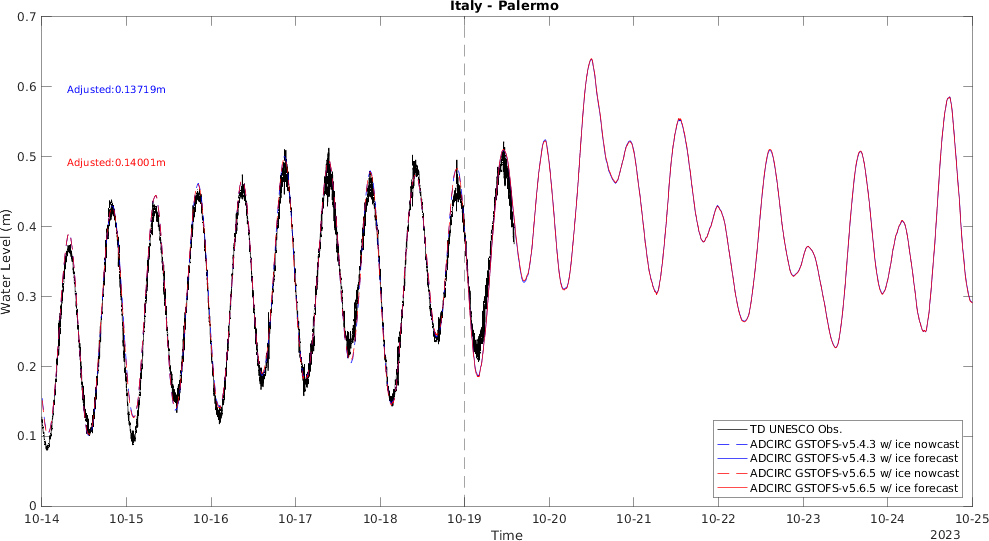 Italy - Palermo
0.7
0.6
0.5
0.4
0.3
0.2
0.1
0
Water Level (m)
Adjusted:0.13719m
Adjusted:0.14001m
TD UNESCO Obs.
ADCIRC GSTOFS-v5.4.3 w/ ice nowcast
ADCIRC GSTOFS-v5.4.3 w/ ice forecast
ADCIRC GSTOFS-v5.6.5 w/ ice nowcast
ADCIRC GSTOFS-v5.6.5 w/ ice forecast
10-14 10-15 10-16 10-17 10-18 10-19 10-20 10-21 10-22 10-23 10-24 10-25
Time
2023